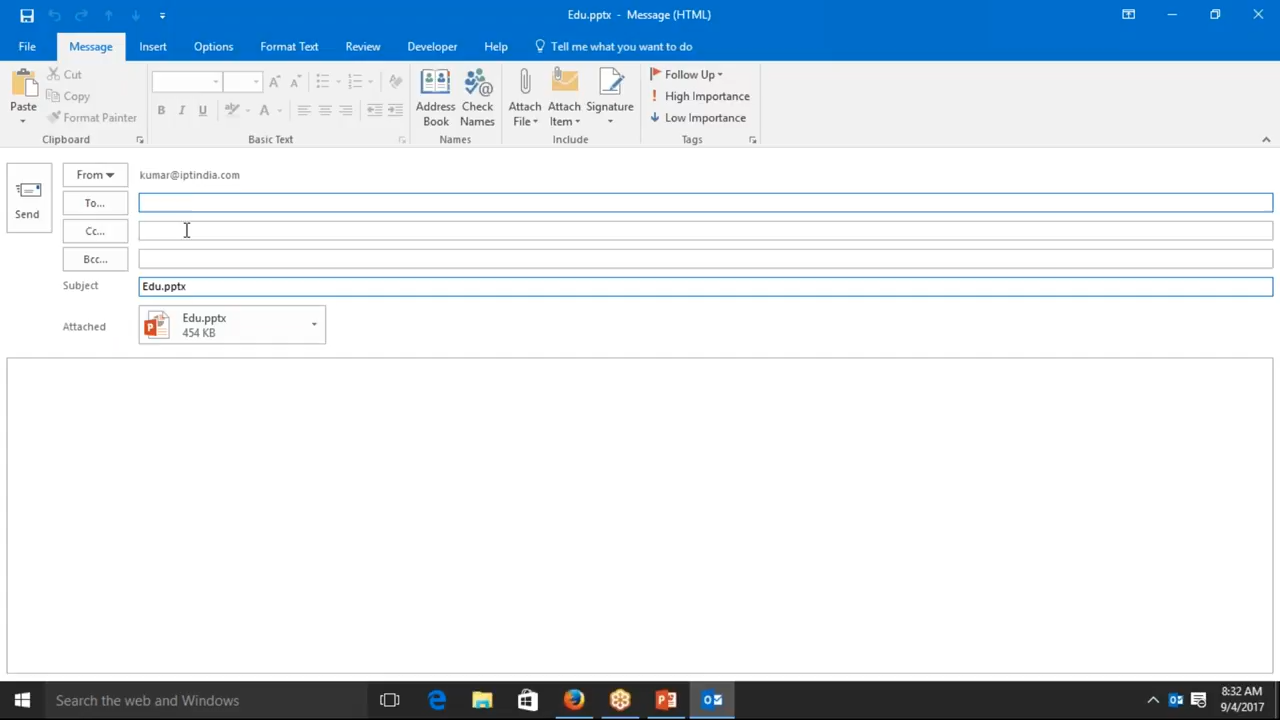 Edu.pptx - Message (HTML)
File Message Insert Options Format Text Review Developer Help Tell me what you want to do
Paste
Cut
Copy
Format Painter
Clipboard
B I U
A
Basic Text
Address Book
Check Names
Names
Attach File
Attach Item
Signature
Include
Follow Up
High Importance
Low Importance
Tags
Send
From kumar@iptindia.com
To...
Cc...
Bcc...
Subject Edu.pptx
Attached Edu.pptx
454 KB
Search the web and Windows
8:32 AM
9/4/2017